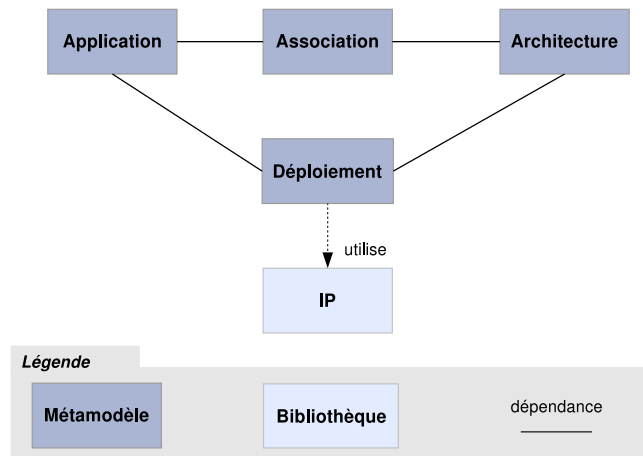 Application
Association
Architecture
Déploiement
utilise
IP
Légende
Métamodèle
Bibliothèque
dépendance